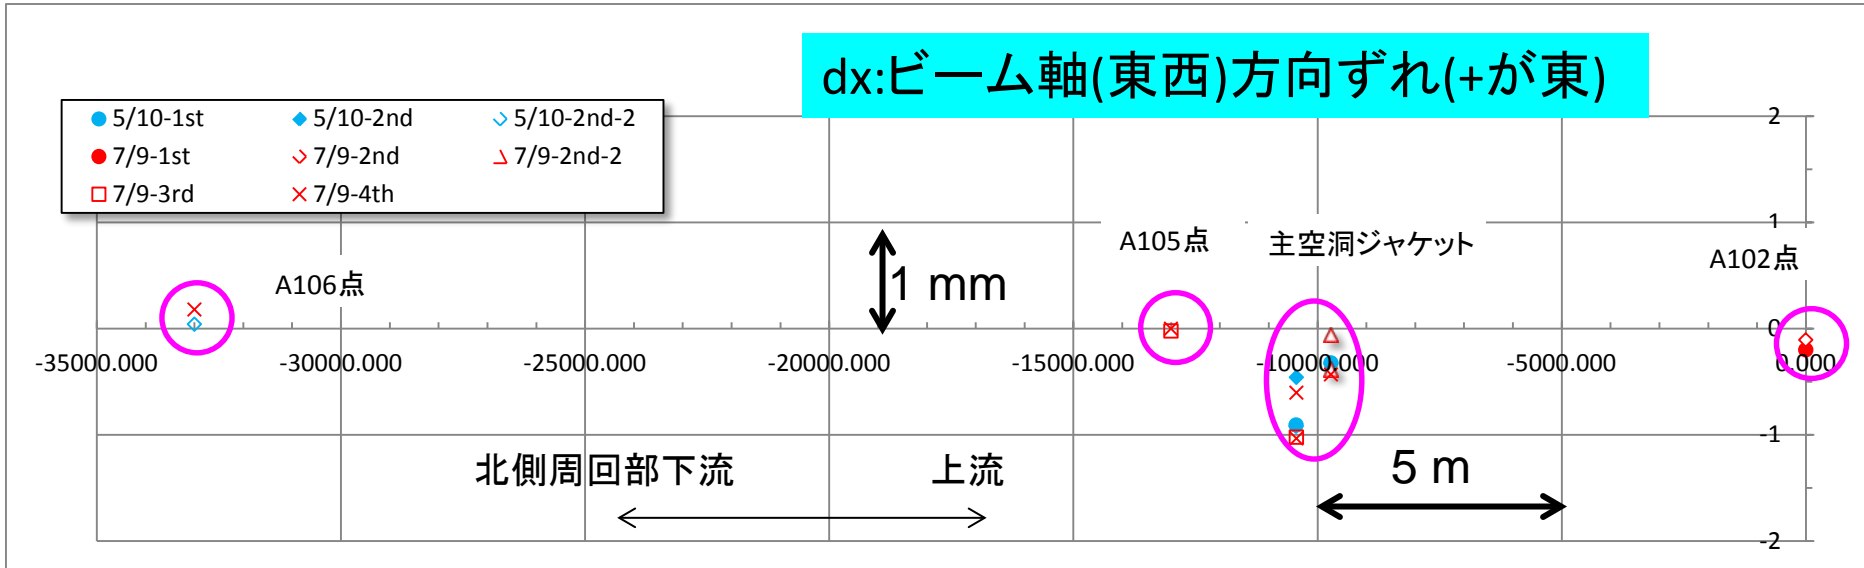 dx:ビーム軸(東西)方向ずれ(+が東)
5/10-1st 5/10-2nd 5/10-2nd-2
7/9-1st 7/9-2nd 7/9-2nd-2
7/9-3rd 7/9-4th
2
1
0
-1
-2
A106点
1 mm
A105点
主空洞ジャケット
A102点
-35000.000 -30000.000 -25000.000 -20000.000 -15000.000 -10000.000 -5000.000 0.000
北側周回部下流 上流
5 m